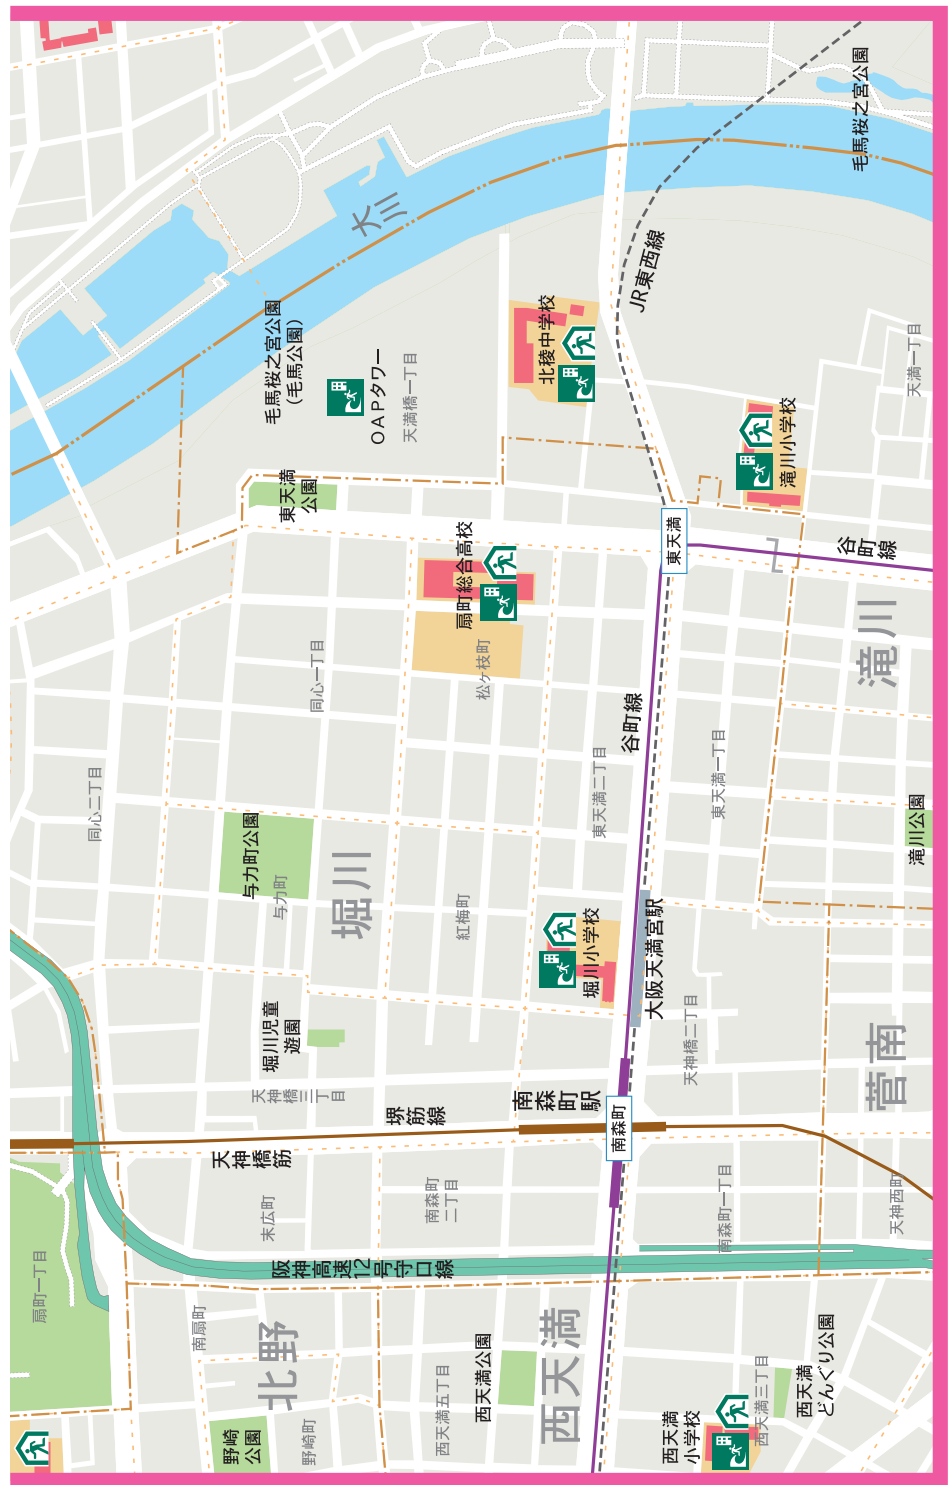 毛馬桜之宮公園
大川
JR東西線
毛馬桜之宮公園
(毛馬公園)
OAPタワー
天満橋一丁目
北稜中学校
天満一丁目
滝川小学校
東天満
公園
扇町総合高校
東天満
谷町
線
滝川
同心一丁目
松ヶ枝町
谷町線
同心二丁目
東天満二丁目
東天満一丁目
滝川公園
与力町公園
与力町
堀川
紅梅町
堀川小学校
大阪天満宮駅
堀川児童
遊園
天神橋二丁目
菅南
天神
橋三丁目
堺筋線
南森町駅
南森町
天神橋
筋
末広町
南森町
二丁目
南森町一丁目
天神西町
扇町一丁目
阪神高速12号守口線
南扇町
北野
西天満公園
西天満
西天満
どんぐり公園
野崎
公園
野崎町
西天満五丁目
西天満
小学校
西天満三丁目